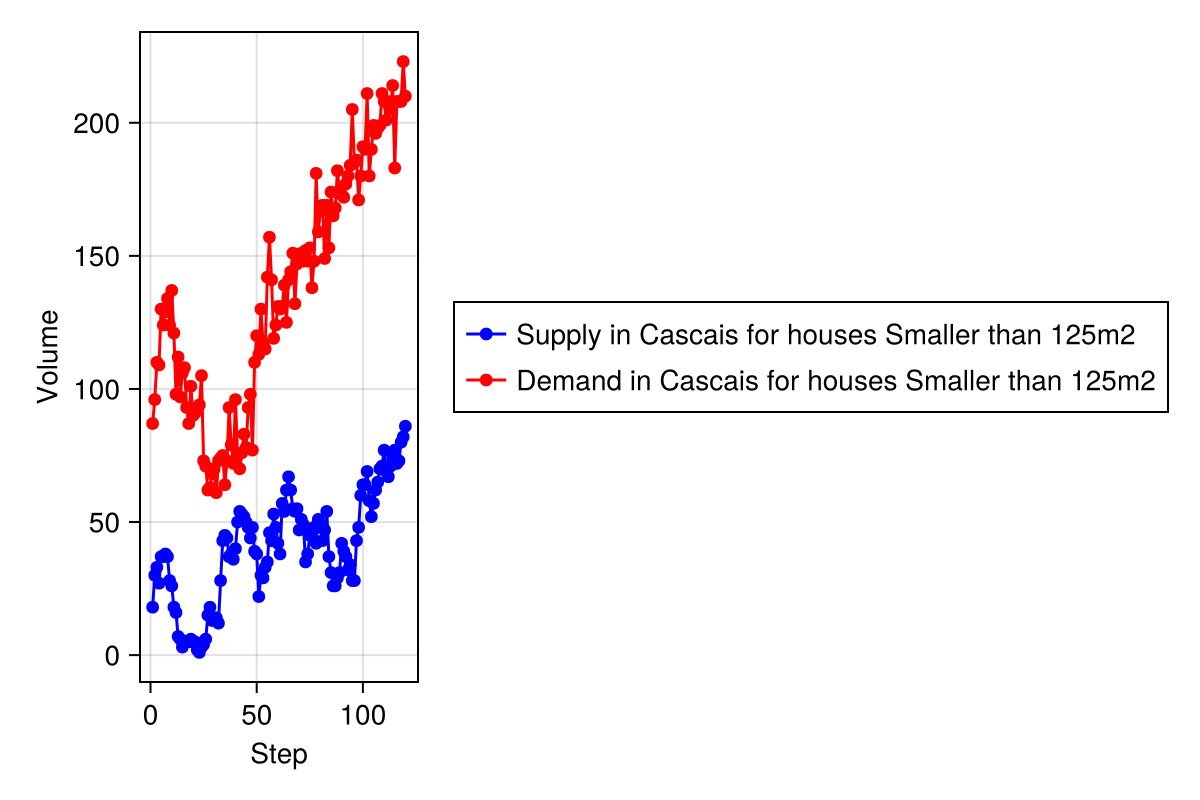 Volume
200
150
100
50
0
0 50 100
Step
Supply in Cascais for houses Smaller than 125m2
Demand in Cascais for houses Smaller than 125m2